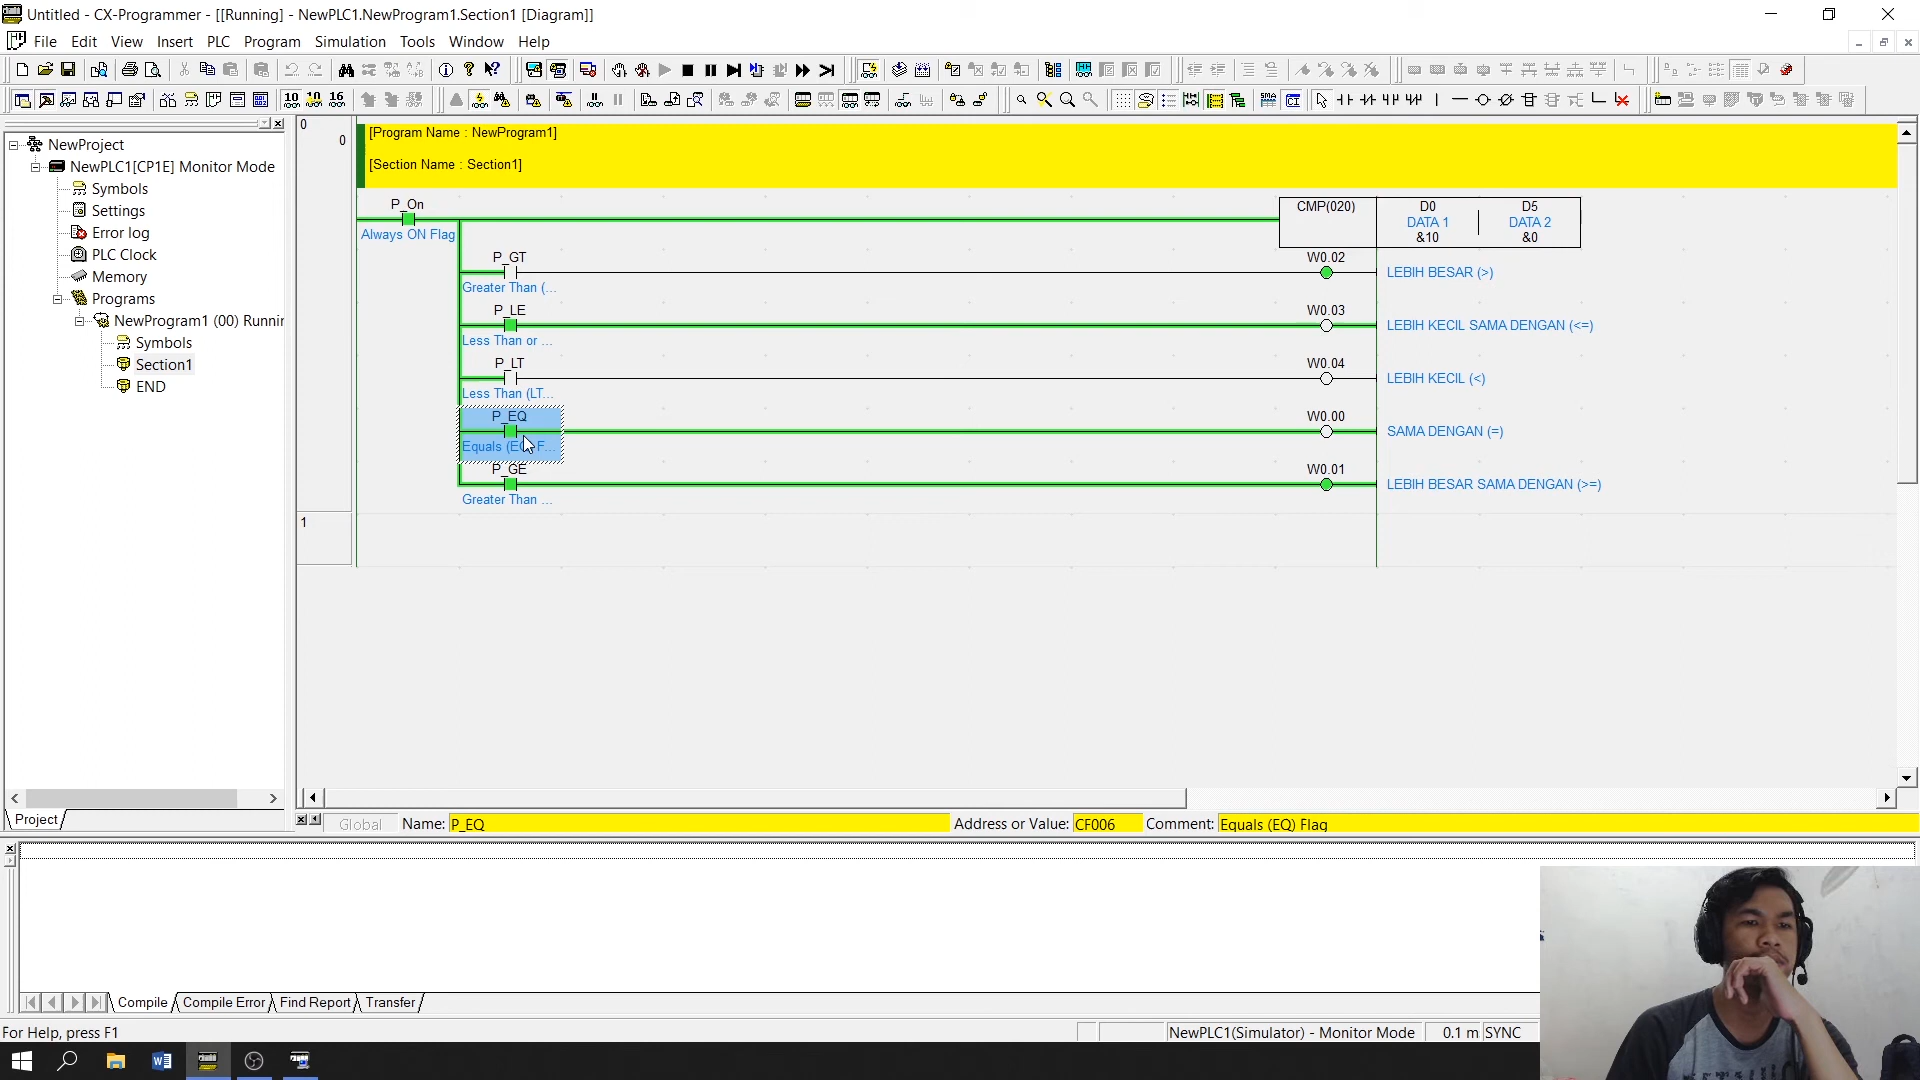 Untitled - CX-Programmer - [[Running] - NewPLC1.NewProgram1.Section1 [Diagram]]
File Edit View Insert PLC Program Simulation Tools Window Help
10 10 16
NewProject
NewPLC1[CP1E] Monitor Mode
Symbols
Settings
Error log
PLC Clock
Memory
Programs
NewProgram1 (00) Runnir
Symbols
Section1
END
Project
0
0
[Program Name : NewProgram1]
[Section Name : Section1]
P_On
Always ON Flag
CMP(020)
D0
DATA 1
&10
D5
DATA 2
&0
P_GT
Greater Than (...
W0.02
LEBIH BESAR (>)
P_LE
Less Than or ...
W0.03
LEBIH KECIL SAMA DENGAN (<=)
P_LT
Less Than (LT...
W0.04
LEBIH KECIL (<)
P_EQ
Equals (EQ) F...
W0.00
SAMA DENGAN (=)
P_GE
Greater Than ...
W0.01
LEBIH BESAR SAMA DENGAN (>=)
1
Global Name: P_EQ Address or Value: CF006 Comment: Equals (EQ) Flag
Compile Compile Error Find Report Transfer
For Help, press F1
NewPLC1(Simulator) - Monitor Mode 0.1 m SYNC